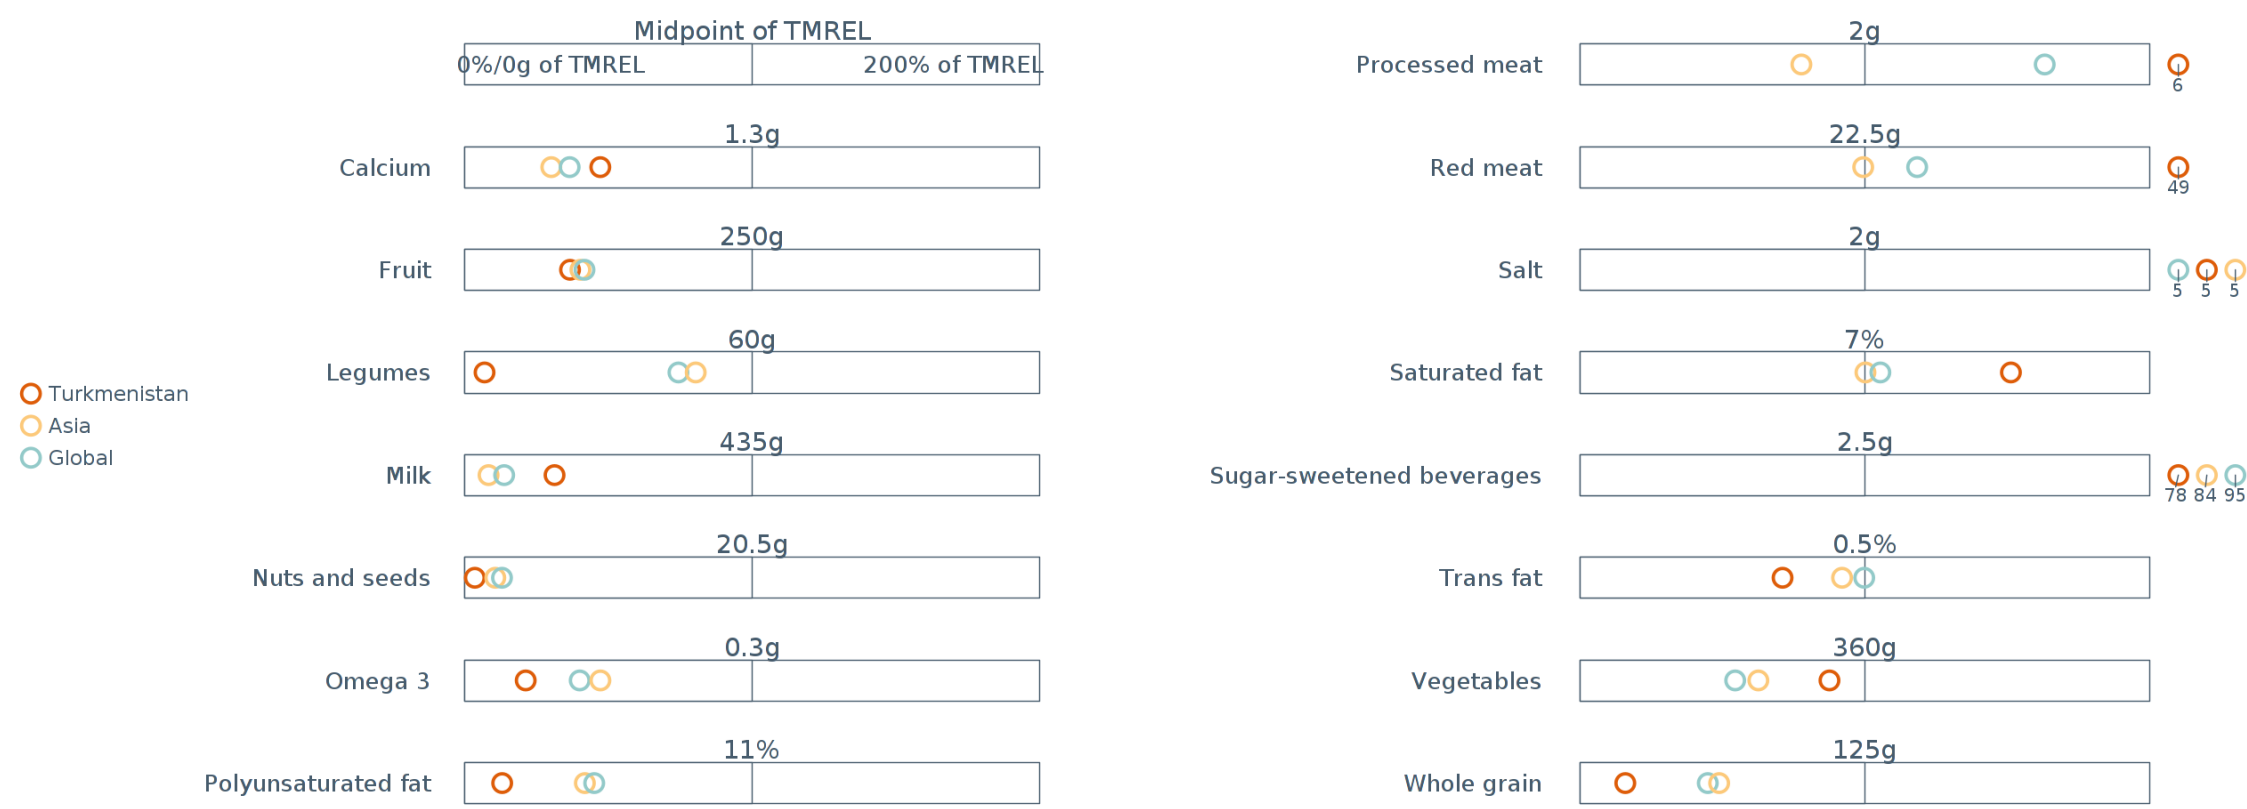 Midpoint of TMREL
0%/0g of TMREL
200% of TMREL
Calcium
1.3g
Fruit
250g
Legumes
60g
Milk
435g
Nuts and seeds
20.5g
Omega 3
0.3g
Polyunsaturated fat
11%
Turkmenistan
Asia
Global
Processed meat
2g
6
Red meat
22.5g
49
Salt
2g
5 5 5
Saturated fat
7%
Sugar-sweetened beverages
2.5g
78 84 95
Trans fat
0.5%
Vegetables
360g
Whole grain
125g